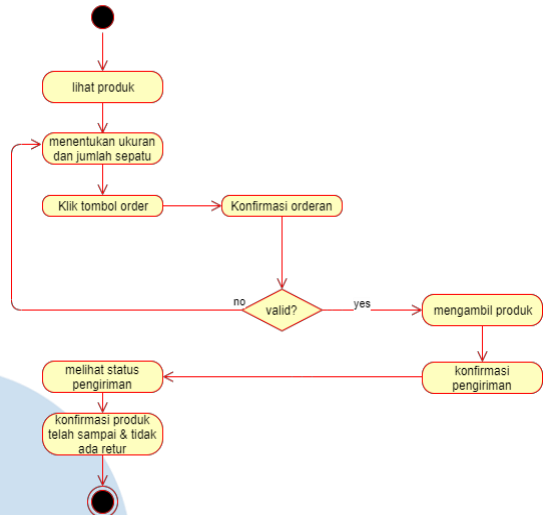 lihat produk
menentukan ukuran
dan jumlah sepatu
Klik tombol order
Konfirmasi orderan
no
valid?
yes
mengambil produk
konfirmasi
pengiriman
melihat status
pengiriman
konfirmasi produk
telah sampai & tidak
ada retur